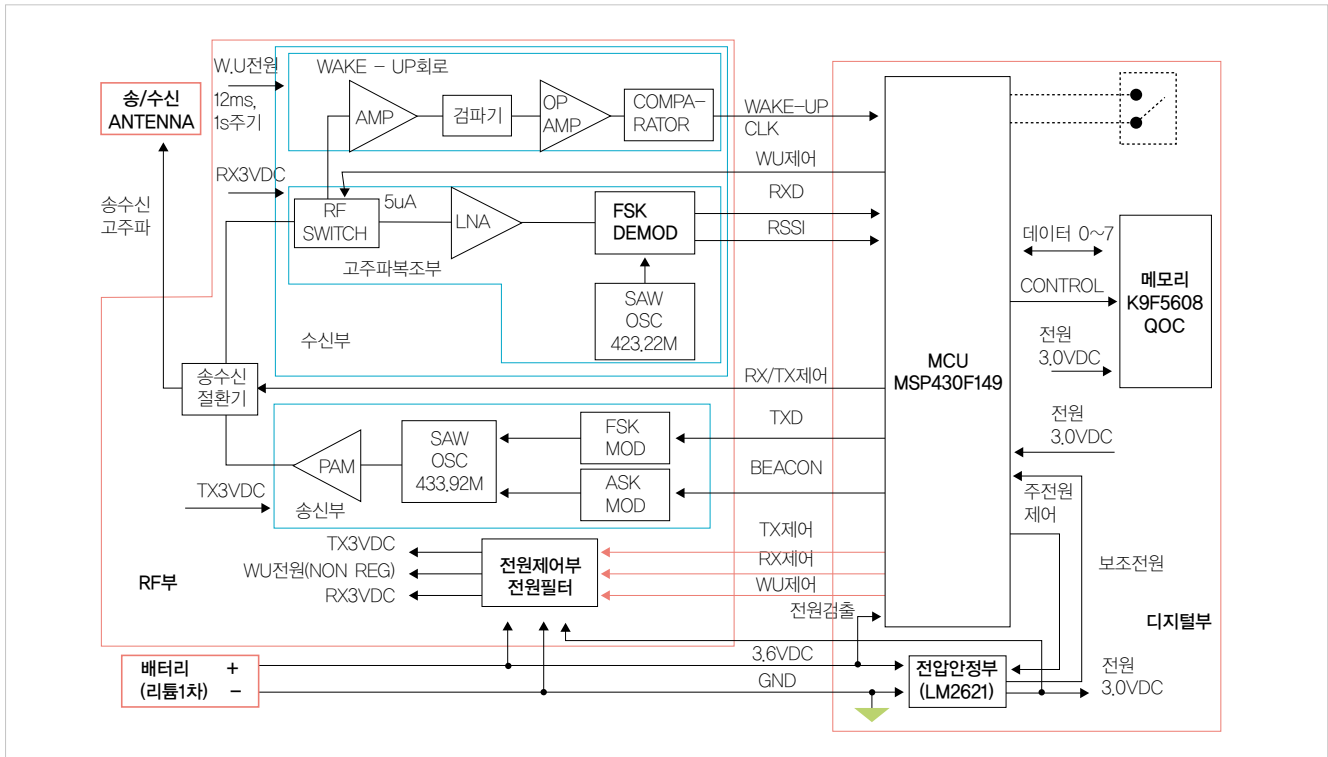 W.U전원
WAKE - UP회로
송/수신
ANTENNA
12ms,
1s주기
AMP
검파기
OP
AMP
COMPA-
RATOR
WAKE-UP
CLK
WU제어
RX3VDC
RF
SWITCH
5uA
LNA
FSK
DEMOD
RXD
RSSI
송수신
고주파
고주파복조부
SAW
OSC
423.22M
수신부
데이터 0~7
CONTROL
메모리
K9F5608
QOC
전원
3.0VDC
MCU
MSP430F149
송수신
절환기
RX/TX제어
TXD
BEACON
전원
3.0VDC
PAM
SAW
OSC
433.92M
FSK
MOD
ASK
MOD
TX3VDC
송신부
주전원
제어
보조전원
TX제어
RX제어
WU제어
TX3VDC
WU전원(NON REG)
RX3VDC
전원제어부
전원필터
RF부
전원검출
디지털부
배터리 +
(리튬1차) -
3.6VDC
GND
전압안정부
(LM2621)
전원
3.0VDC